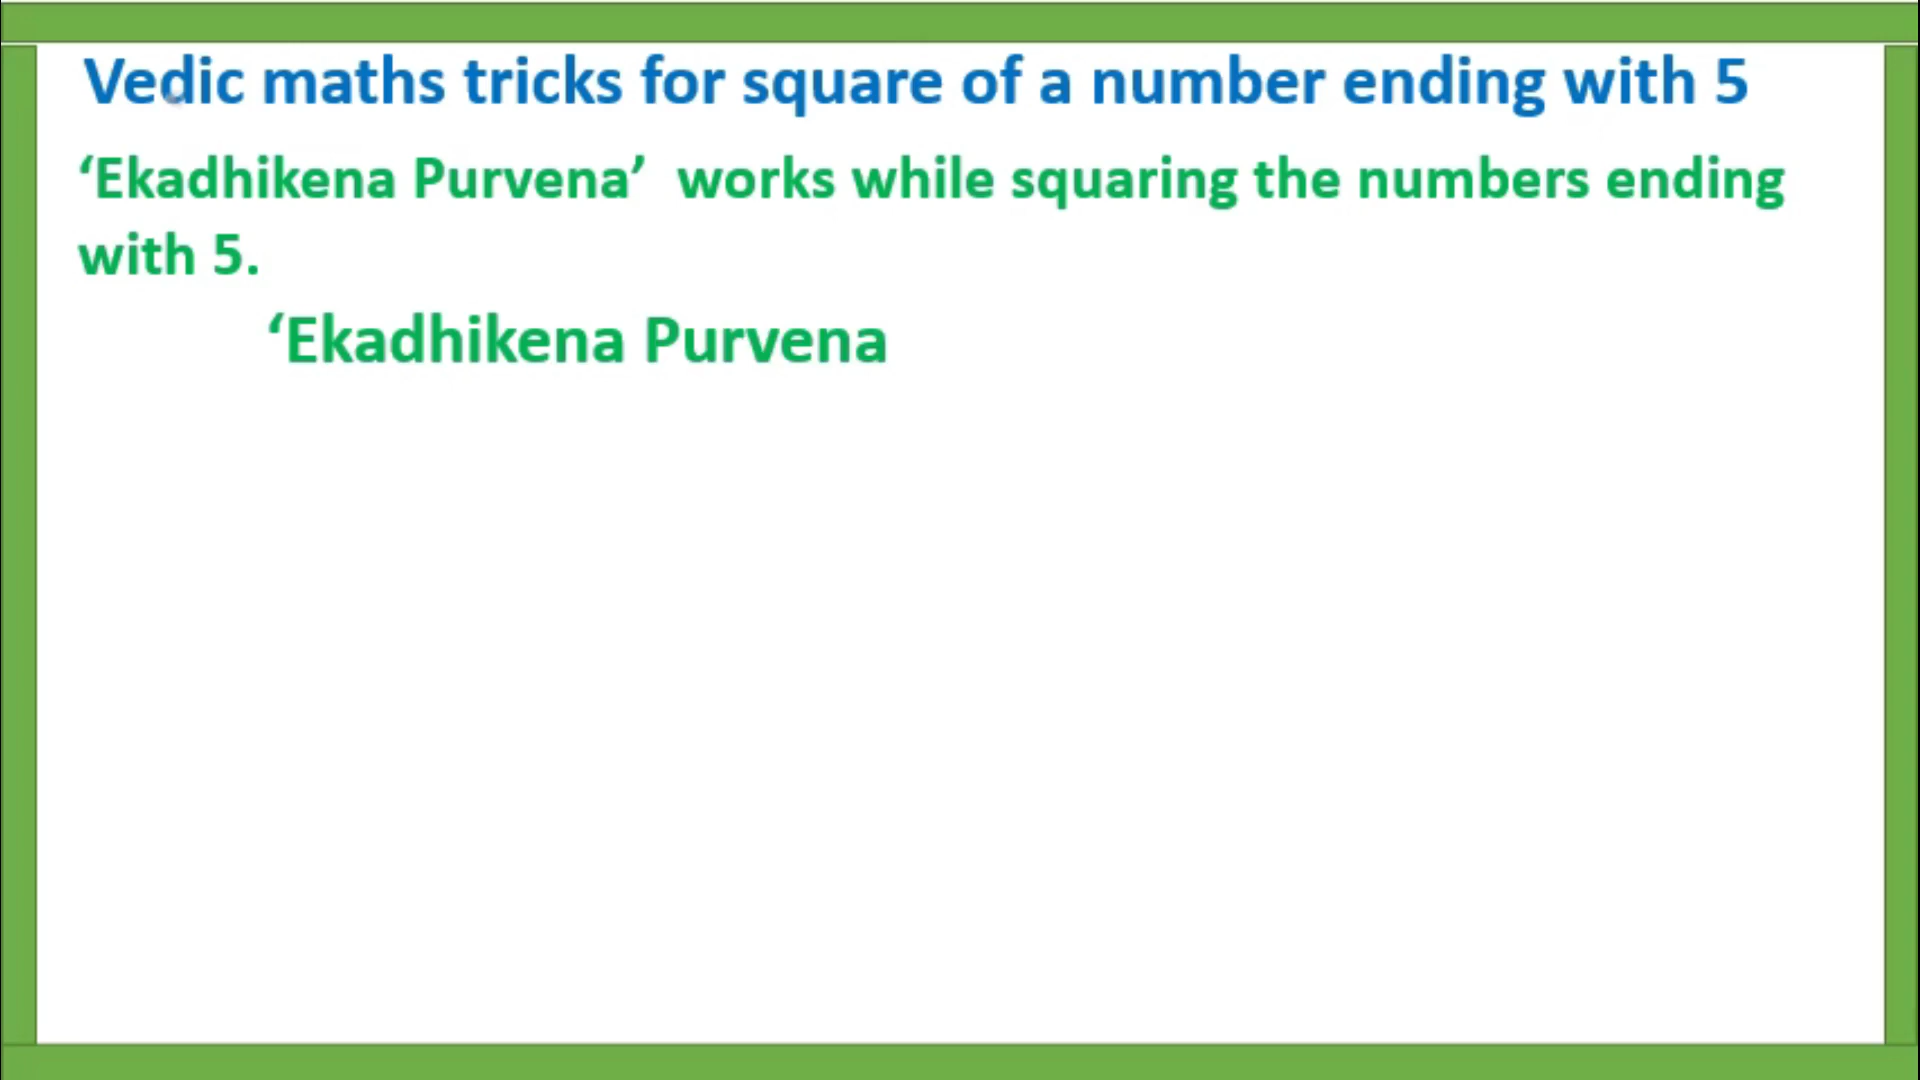 Vedic maths tricks for square of a number ending with 5
‘Ekadhikena Purvena’ works while squaring the numbers ending
with 5.
‘Ekadhikena Purvena